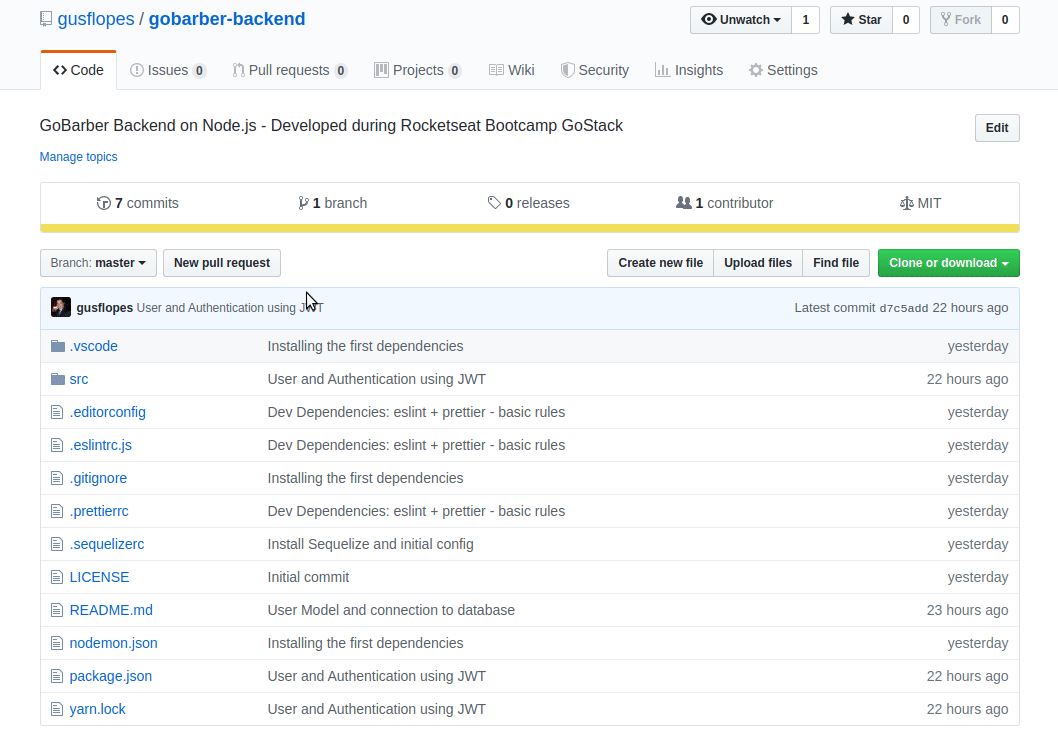 gusflopes / gobarber-backend Unwatch 1 Star 0 Fork 0
Code Issues 0 Pull requests 0 Projects 0 Wiki Security Insights Settings
GoBarber Backend on Node.js - Developed during Rocketseat Bootcamp GoStack Edit
Manage topics
7 commits 1 branch 0 releases 1 contributor MIT
Branch: master New pull request Create new file Upload files Find file Clone or download
gusflopes User and Authentication using JWT Latest commit d7c5add 22 hours ago
.vscode Installing the first dependencies yesterday
src User and Authentication using JWT 22 hours ago
.editorconfig Dev Dependencies: eslint + prettier - basic rules yesterday
.eslintrc.js Dev Dependencies: eslint + prettier - basic rules yesterday
.gitignore Installing the first dependencies yesterday
.prettierrc Dev Dependencies: eslint + prettier - basic rules yesterday
.sequelizerc Install Sequelize and initial config yesterday
LICENSE Initial commit yesterday
README.md User Model and connection to database 23 hours ago
nodemon.json Installing the first dependencies yesterday
package.json User and Authentication using JWT 22 hours ago
yarn.lock User and Authentication using JWT 22 hours ago